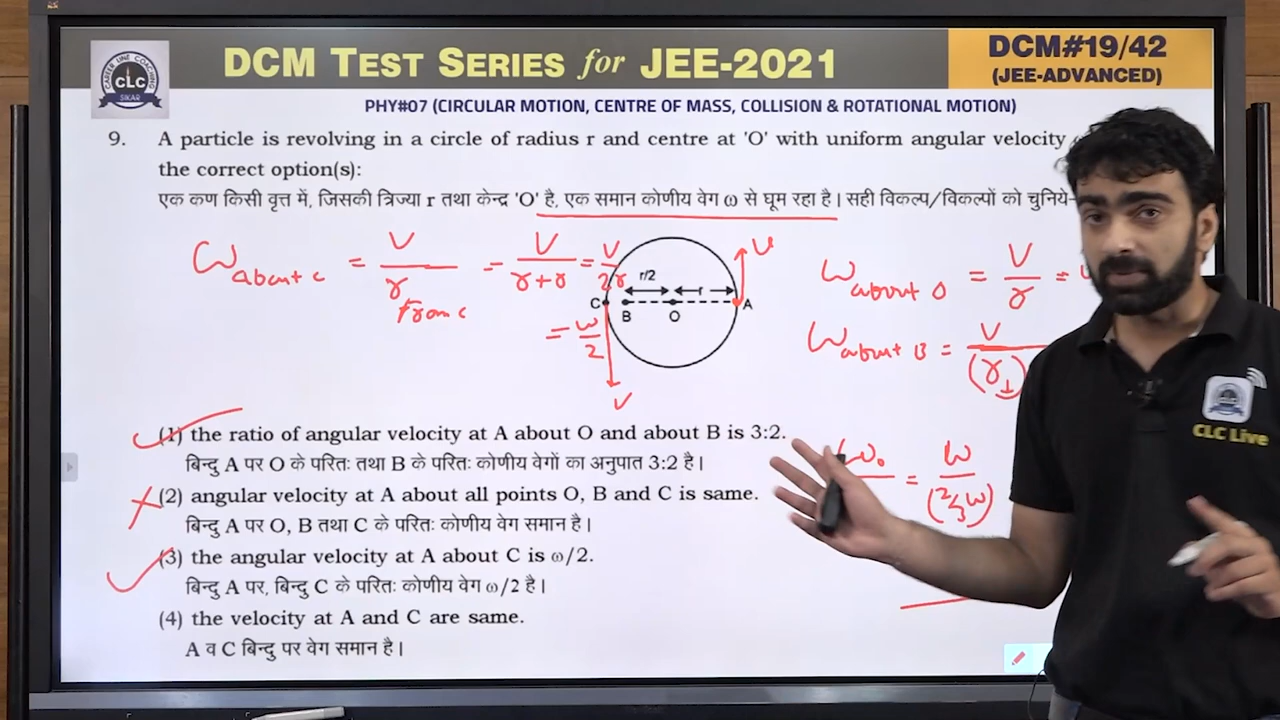 DCM TEST SERIES for JEE-2021
DCM#19/42
(JEE-ADVANCED)
CAREER LINE COACHING
CLC
SIKAR
PHY#07 (CIRCULAR MOTION, CENTRE OF MASS, COLLISION & ROTATIONAL MOTION)
9. A particle is revolving in a circle of radius r and centre at 'O' with uniform angular velocity
the correct option(s):
एक कण किसी वृत्त में, जिसकी त्रिज्या r तथा केन्द्र 'O' है, एक समान कोणीय वेग ω से घूम रहा है। सही विकल्प/विकल्पों को चुनिये-
ω about c = v/r from c = v/r+r = v/2r
= ω/2
r/2
r
C
B
O
A
v
v
ω about O = v/r =
ω about B = v/(r⊥)
(1) the ratio of angular velocity at A about O and about B is 3:2.
बिन्दु A पर O के परितः तथा B के परितः कोणीय वेगों का अनुपात 3:2 है।
(2) angular velocity at A about all points O, B and C is same.
बिन्दु A पर O, B तथा C के परितः कोणीय वेग समान है।
(3) the angular velocity at A about C is ω/2.
बिन्दु A पर, बिन्दु C के परितः कोणीय वेग ω/2 है।
(4) the velocity at A and C are same.
A व C बिन्दु पर वेग समान है।
ω₀ = ω/(2/3 ω)
CLC Live